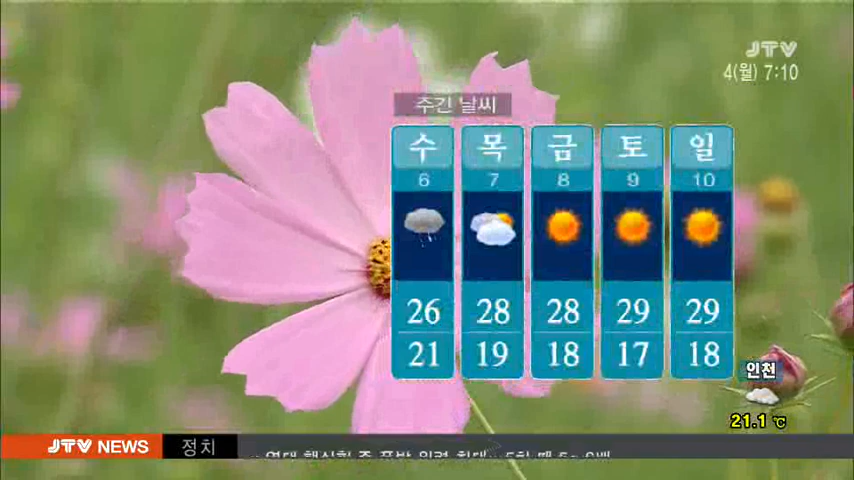 JTV
4(월) 7:10
주간 날씨
수 목 금 토 일
6 7 8 9 10
26 28 28 29 29
21 19 18 17 18
인천
21.1 ℃
JTV NEWS 정치